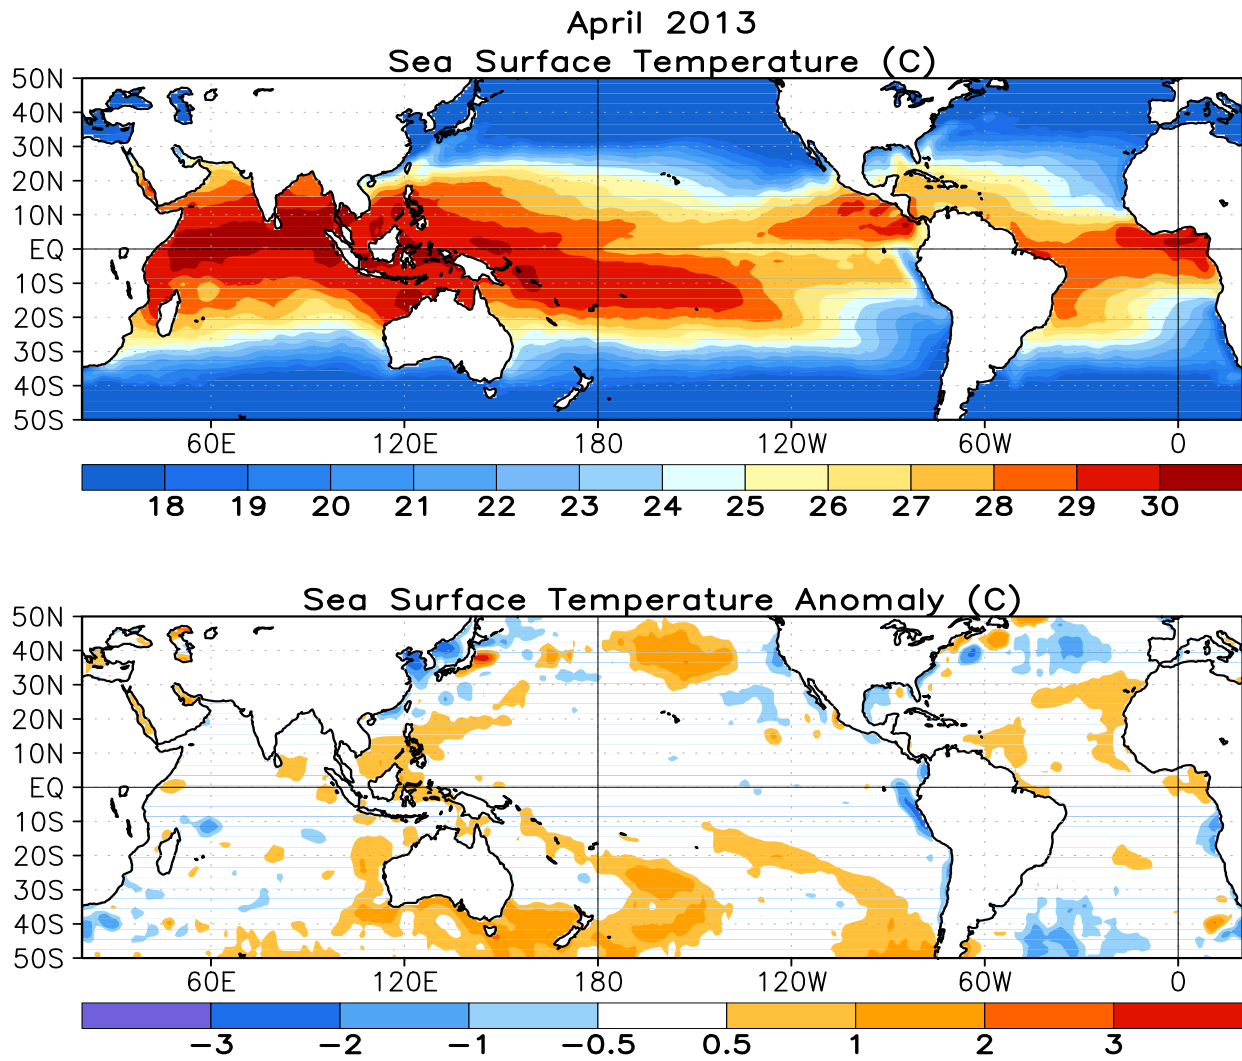 April 2013
Sea Surface Temperature (C)
50N
40N
30N
20N
10N
EQ
10S
20S
30S
40S
50S
60E 120E 180 120W 60W 0
18 19 20 21 22 23 24 25 26 27 28 29 30
Sea Surface Temperature Anomaly (C)
50N
40N
30N
20N
10N
EQ
10S
20S
30S
40S
50S
60E 120E 180 120W 60W 0
−3 −2 −1 −0.5 0.5 1 2 3